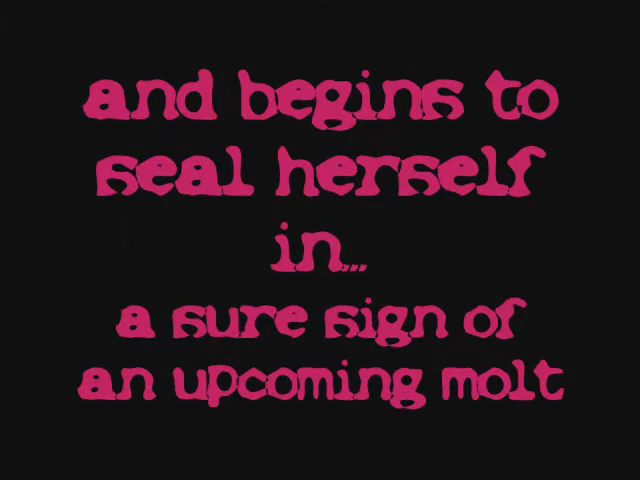 and begins to
seal herself
in...
a sure sign of
an upcoming molt